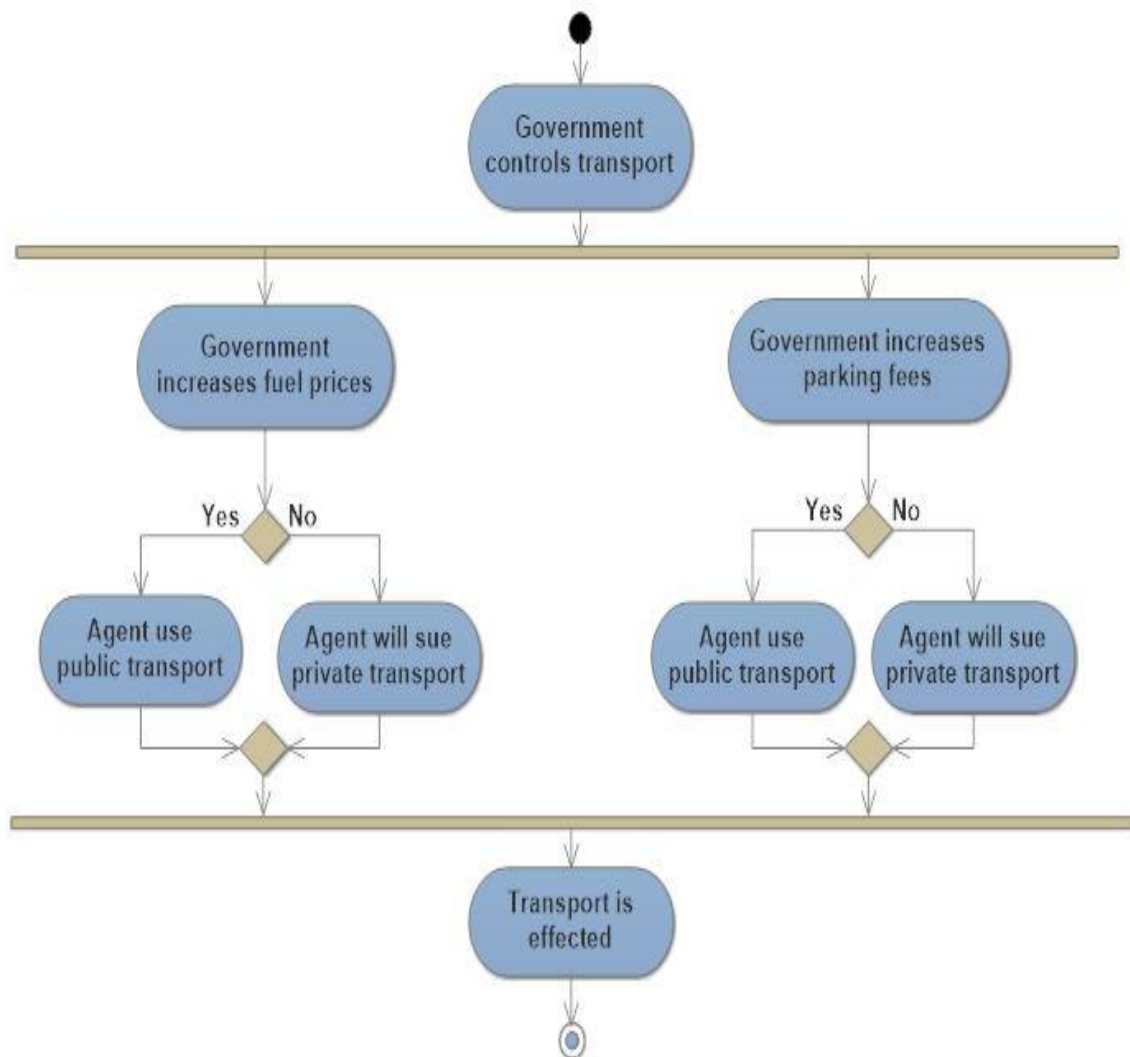 Government
controls transport
Government
increases fuel prices
Government increases
parking fees
Yes
No
Yes
No
Agent use
public transport
Agent will sue
private transport
Agent use
public transport
Agent will sue
private transport
Transport is
effected